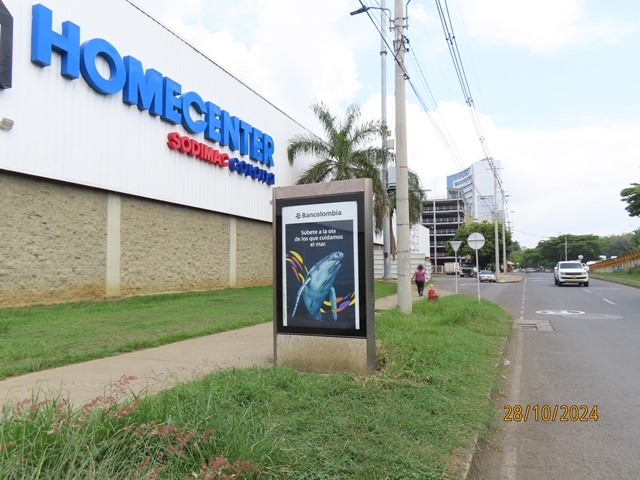 HOMECENTER
SODIMAC CORONA
Bancolombia
Súbete a la ola
de los que cuidamos
el mar.
28/10/2024